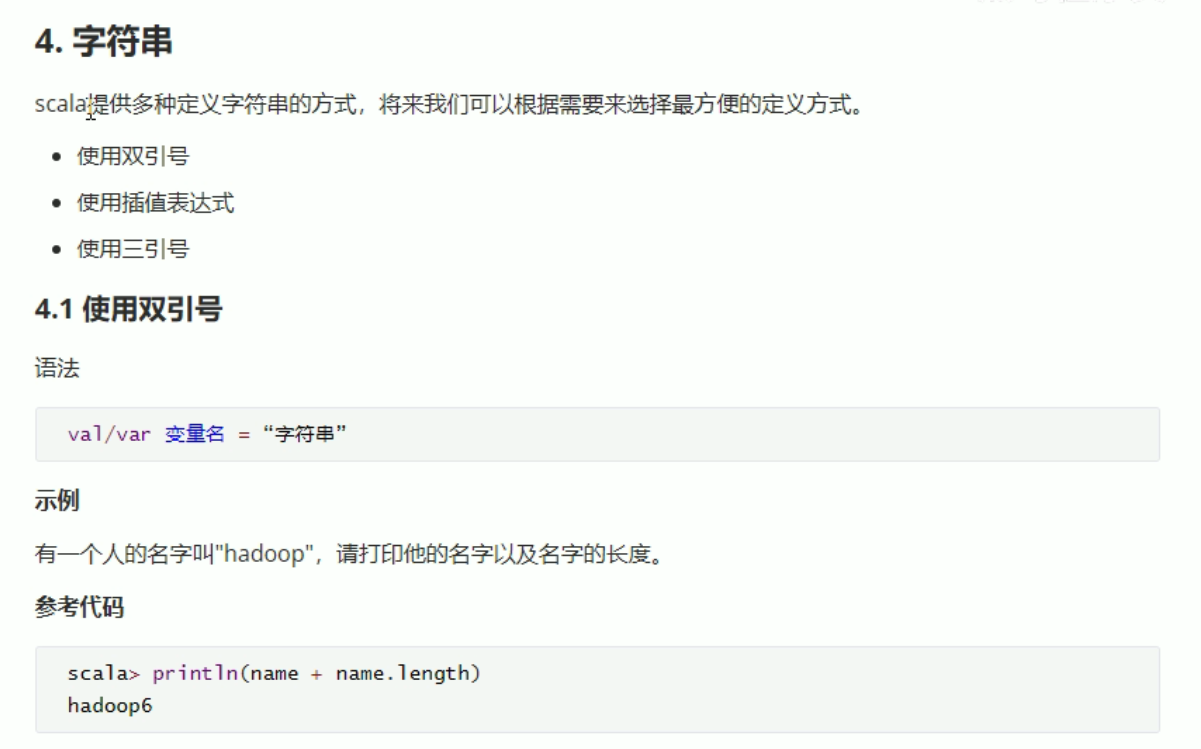 4. 字符串
scala提供多种定义字符串的方式，将来我们可以根据需要来选择最方便的定义方式。
• 使用双引号
• 使用插值表达式
• 使用三引号
4.1 使用双引号
语法
val/var 变量名 = “字符串”
示例
有一个人的名字叫"hadoop"，请打印他的名字以及名字的长度。
参考代码
scala> println(name + name.length)
hadoop6